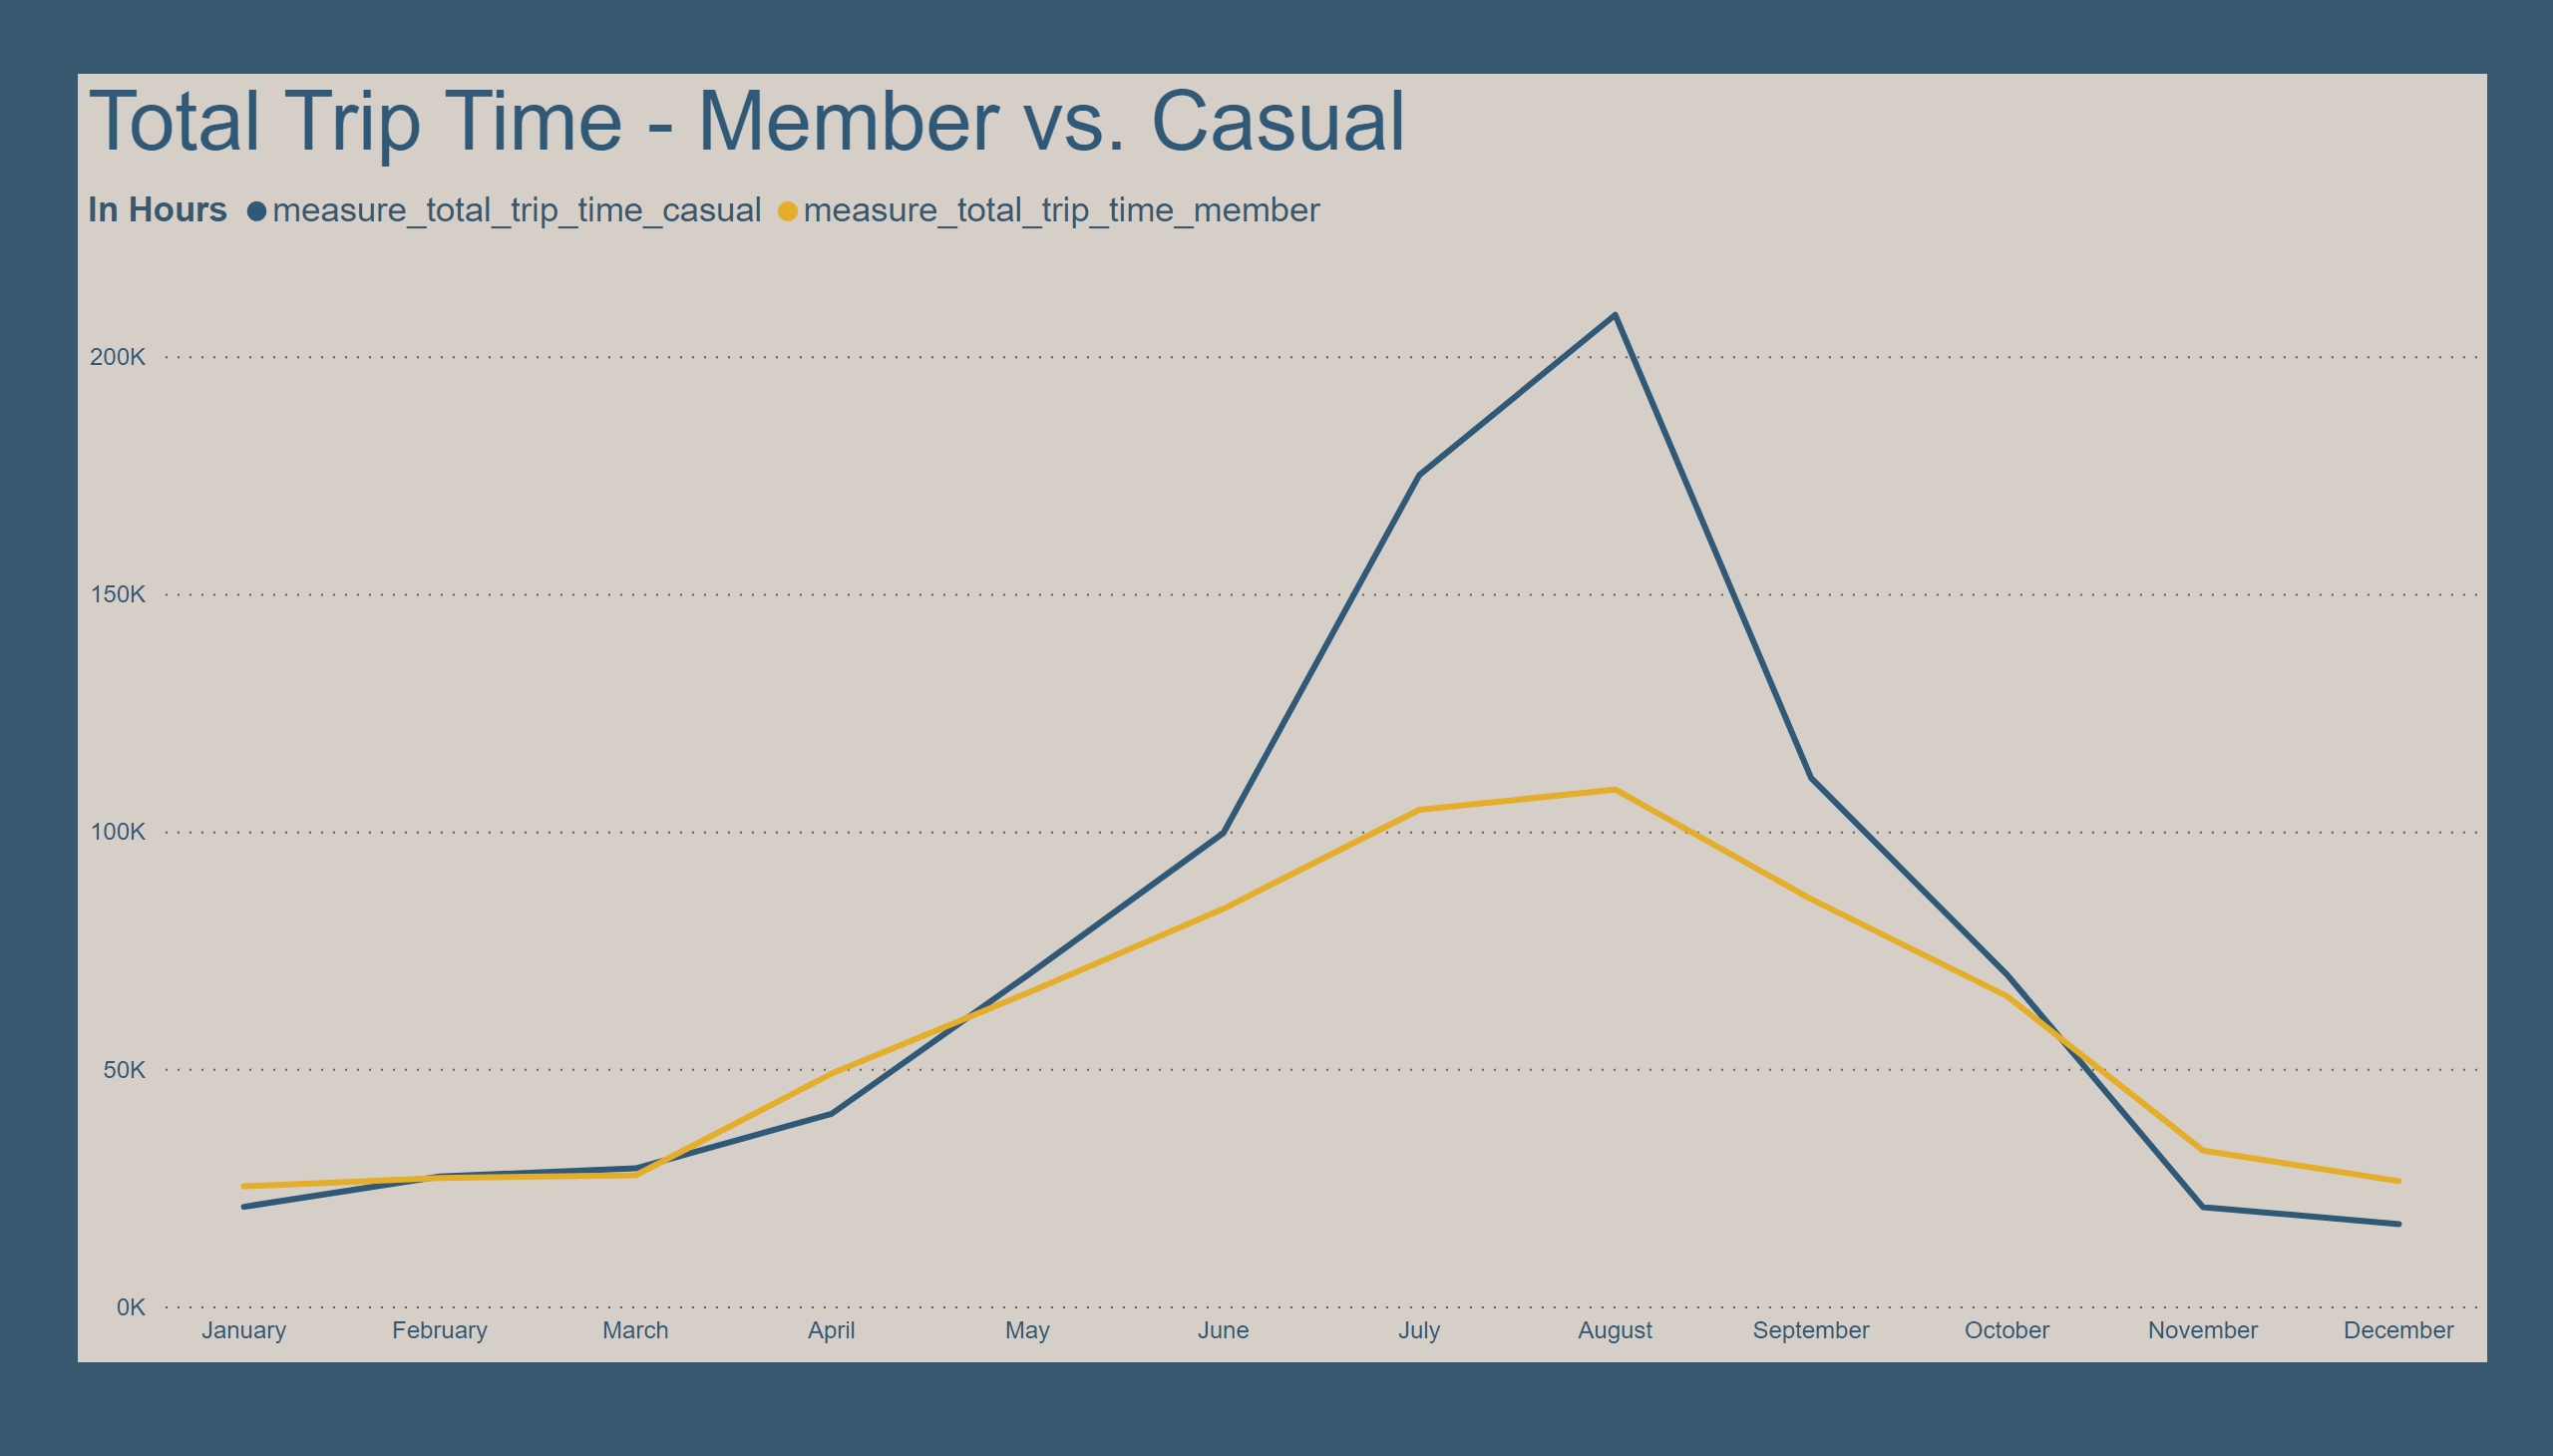 Total Trip Time - Member vs. Casual
In Hours measure_total_trip_time_casual measure_total_trip_time_member
200K
150K
100K
50K
0K
January February March April May June July August September October November December